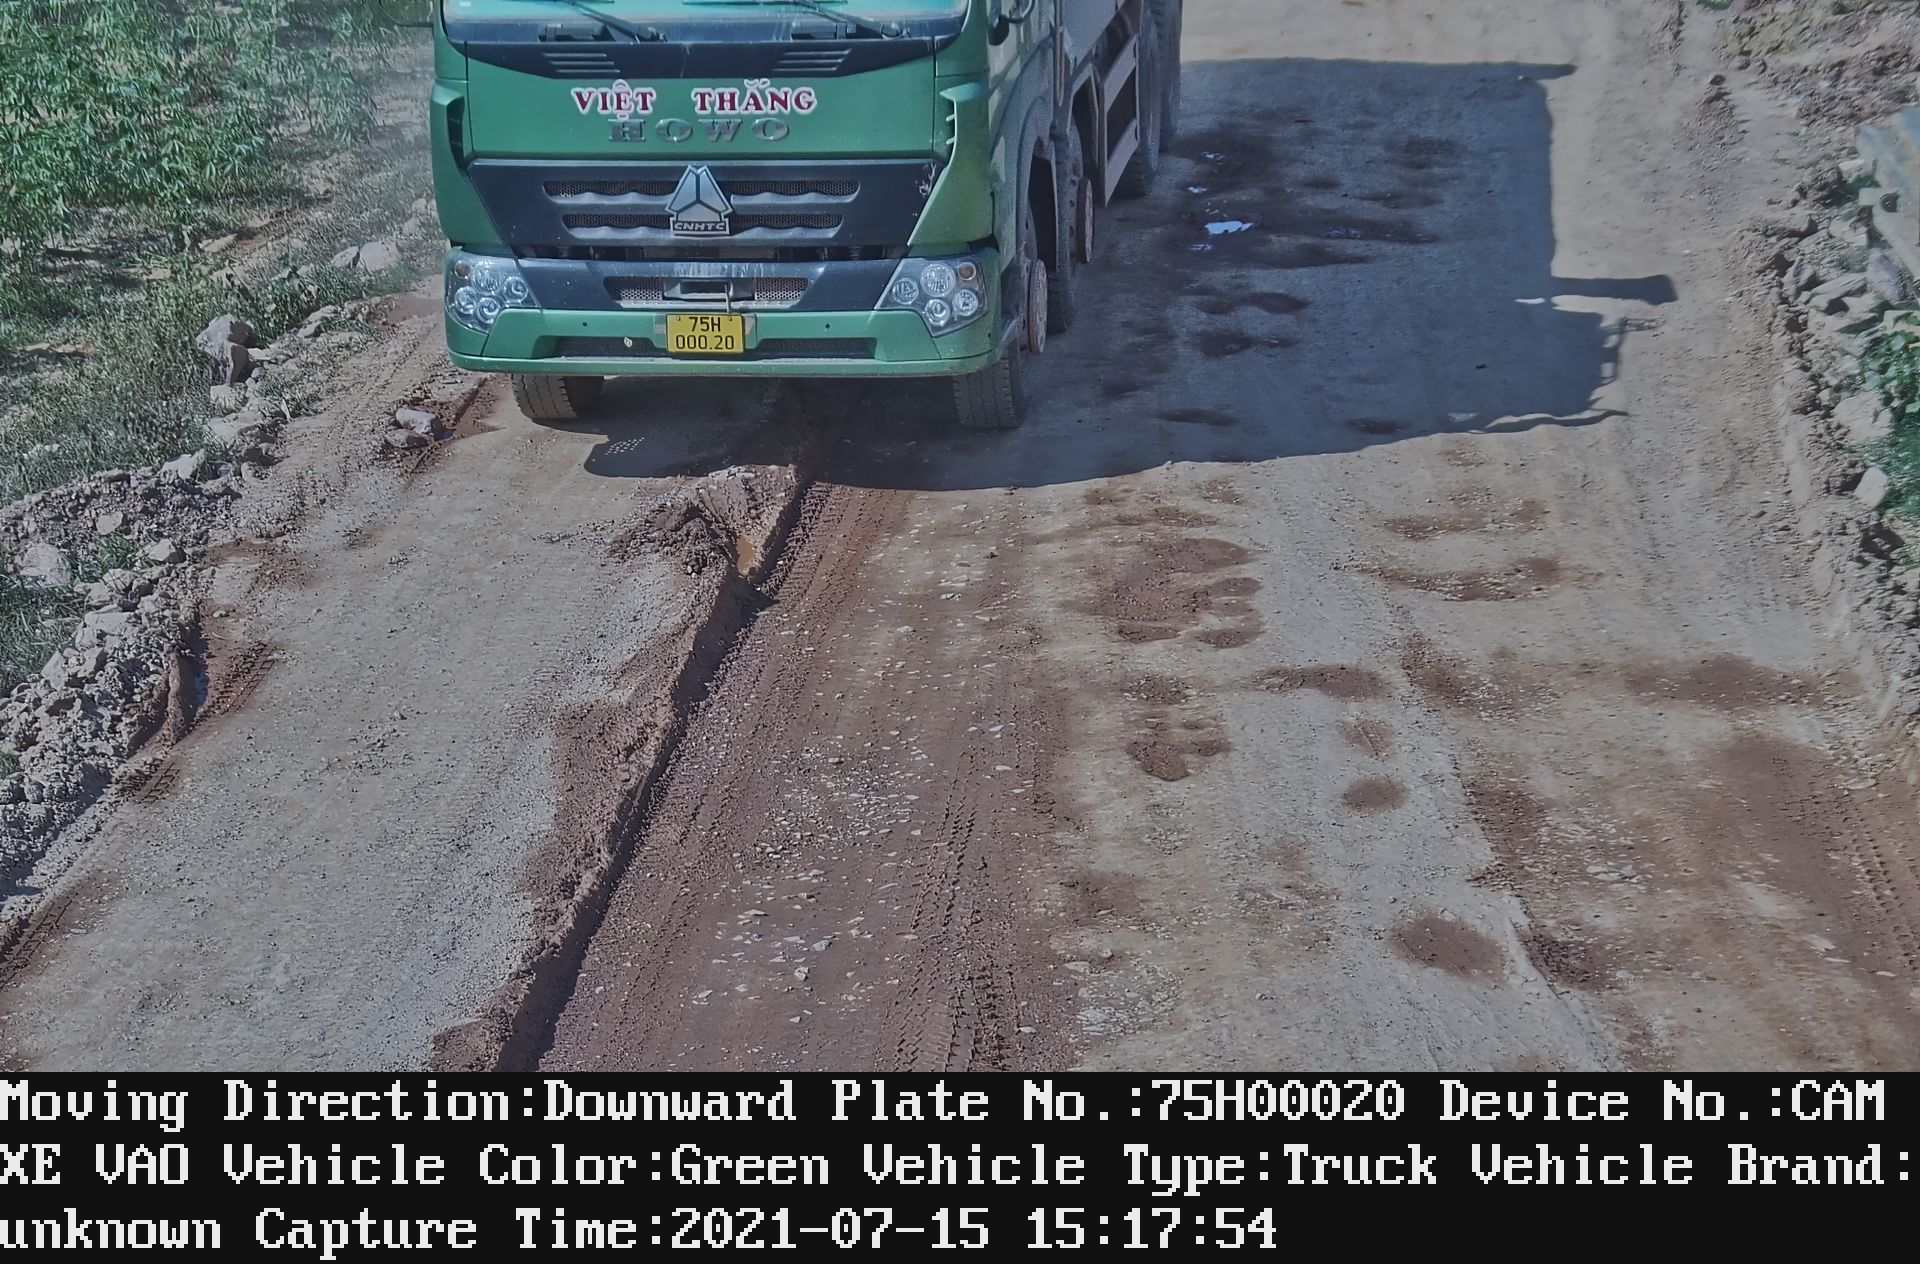 VIỆT THẮNG
HOWO
CNHTC
75H
000.20
Moving Direction:Downward Plate No.:75H00020 Device No.:CAM
XE VAO Vehicle Color:Green Vehicle Type:Truck Vehicle Brand:
unknown Capture Time:2021-07-15 15:17:54